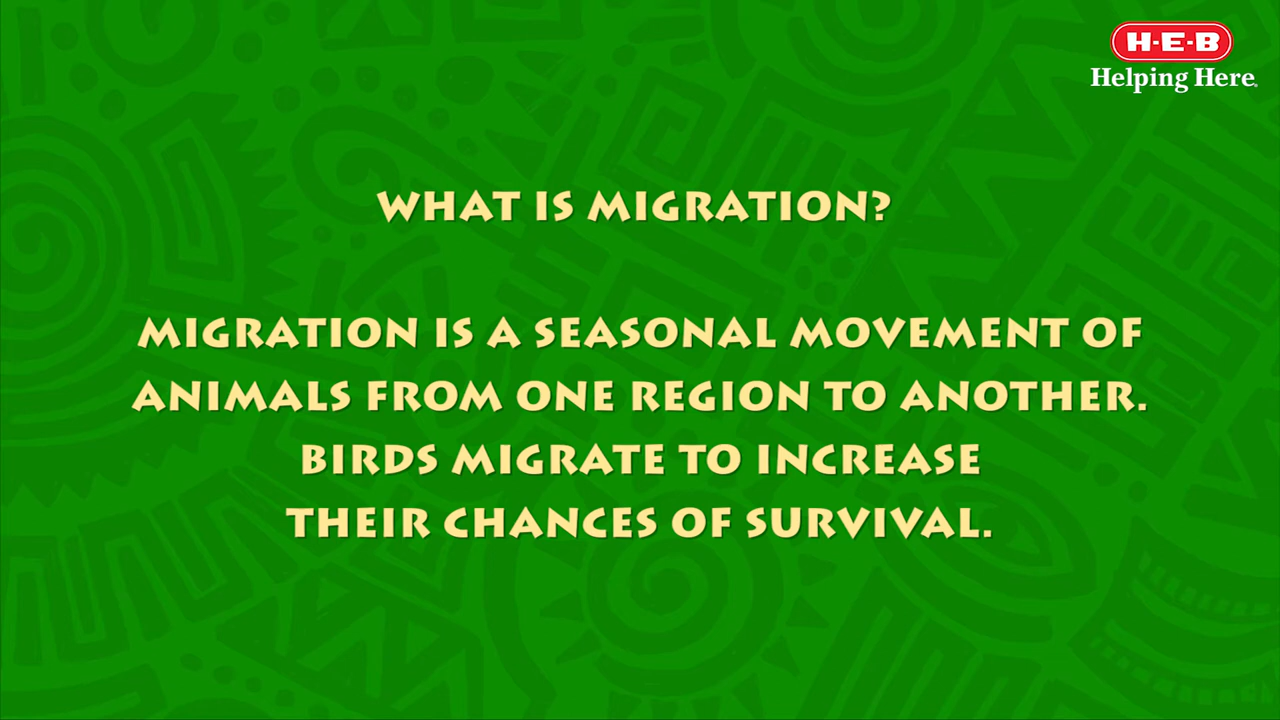 H-E-B
Helping Here.
WHAT IS MIGRATION?
MIGRATION IS A SEASONAL MOVEMENT OF
ANIMALS FROM ONE REGION TO ANOTHER.
BIRDS MIGRATE TO INCREASE
THEIR CHANCES OF SURVIVAL.